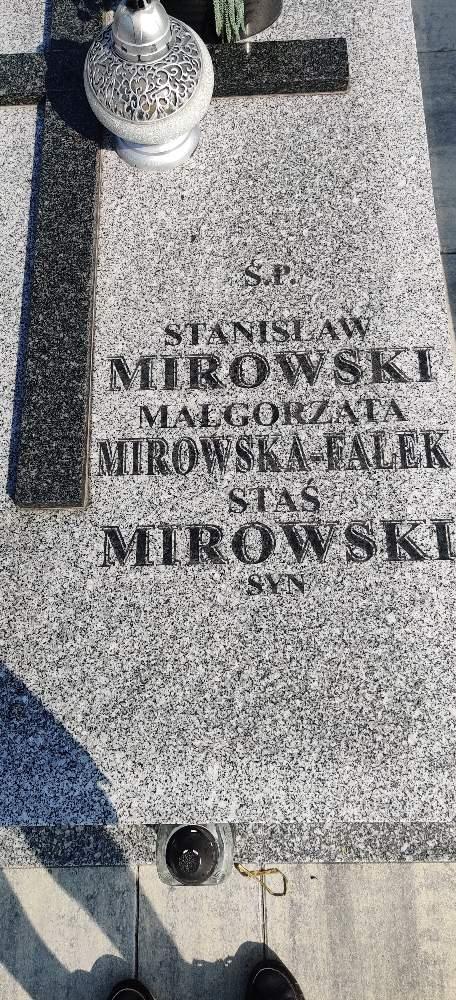 Ś.P.
STANISŁAW
MIROWSKI
MAŁGORZATA
MIROWSKA-FALEK
STAŚ
MIROWSKI
SYN